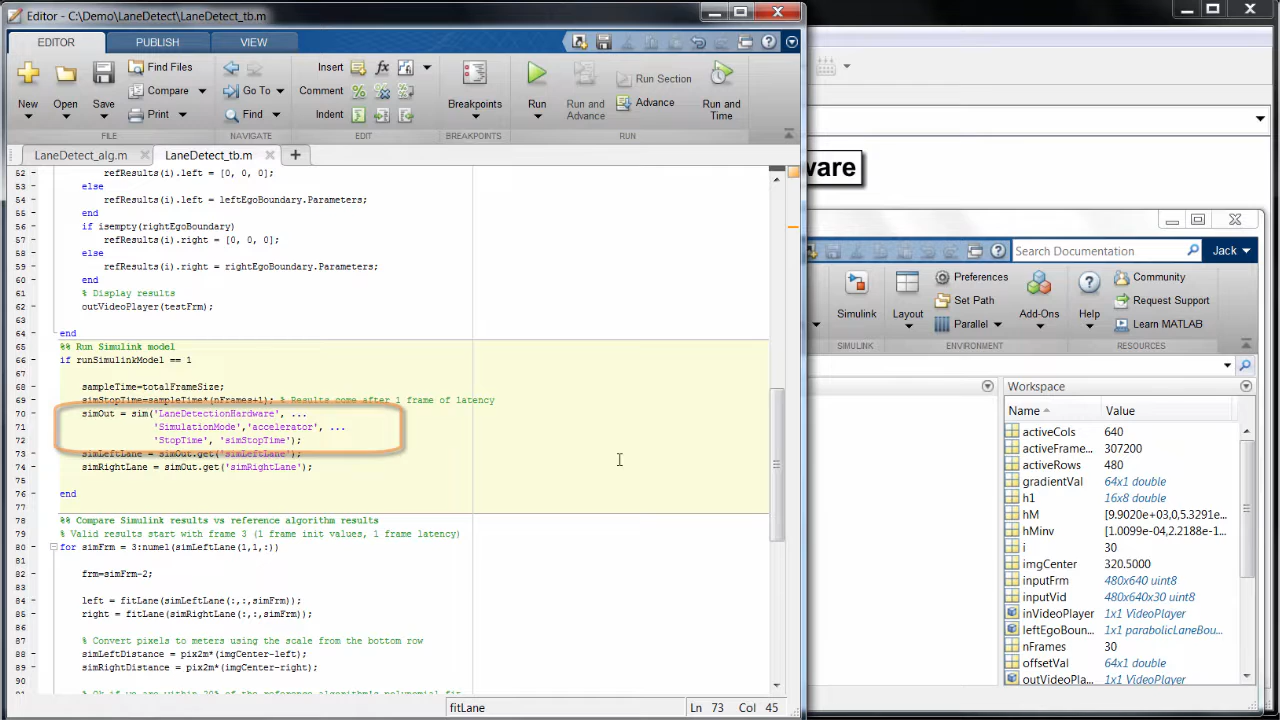 Editor - C:\Demo\LaneDetect\LaneDetect_tb.m
EDITOR
PUBLISH
VIEW
New
Open
Save
Find Files
Compare
Print
FILE
Go To
Find
NAVIGATE
Insert
Comment
Indent
EDIT
Breakpoints
BREAKPOINTS
Run
Run and Advance
Run Section
Advance
Run and Time
RUN
LaneDetect_alg.m
LaneDetect_tb.m
52 refResults(i).left = [0, 0, 0];
53 else
54 refResults(i).left = leftEgoBoundary.Parameters;
55 end
56 if isempty(rightEgoBoundary)
57 refResults(i).right = [0, 0, 0];
58 else
59 refResults(i).right = rightEgoBoundary.Parameters;
60 end
61 % Display results
62 outVideoPlayer(testFrm);
63
64 end
65 %% Run Simulink model
66 if runSimulinkModel == 1
67
68 sampleTime=totalFrameSize;
69 simStopTime=sampleTime*(nFrames+1); % Results come after 1 frame of latency
70 simOut = sim('LaneDetectionHardware', ...
71 'SimulationMode','accelerator', ...
72 'StopTime', 'simStopTime');
73 simLeftLane = simOut.get('simLeftLane');
74 simRightLane = simOut.get('simRightLane');
75
76 end
77
78 %% Compare Simulink results vs reference algorithm results
79 % Valid results start with frame 3 (1 frame init values, 1 frame latency)
80 for simFrm = 3:numel(simLeftLane(1,1,:))
81
82 frm=simFrm-2;
83
84 left = fitLane(simLeftLane(:,:,simFrm));
85 right = fitLane(simRightLane(:,:,simFrm));
86
87 % Convert pixels to meters using the scale from the bottom row
88 simLeftDistance = pix2m*(imgCenter-left);
89 simRightDistance = pix2m*(imgCenter-right);
90
fitLane
Ln 73 Col 45
ware
Search Documentation
Jack
Simulink
SIMULINK
Layout
Preferences
Set Path
Parallel
ENVIRONMENT
Add-Ons
Help
Community
Request Support
Learn MATLAB
RESOURCES
Workspace
Name Value
activeCols 640
activeFrame... 307200
activeRows 480
gradientVal 64x1 double
h1 16x8 double
hM [9.9020e+03,0,5.3291e...
hMinv [1.0099e-04,2.2188e-1...
i 30
imgCenter 320.5000
inputFrm 480x640 uint8
inputVid 480x640x30 uint8
inVideoPlayer 1x1 VideoPlayer
leftEgoBoun... 1x1 parabolicLaneBou...
nFrames 30
offsetVal 64x1 double
outVideoPla... 1x1 VideoPlayer